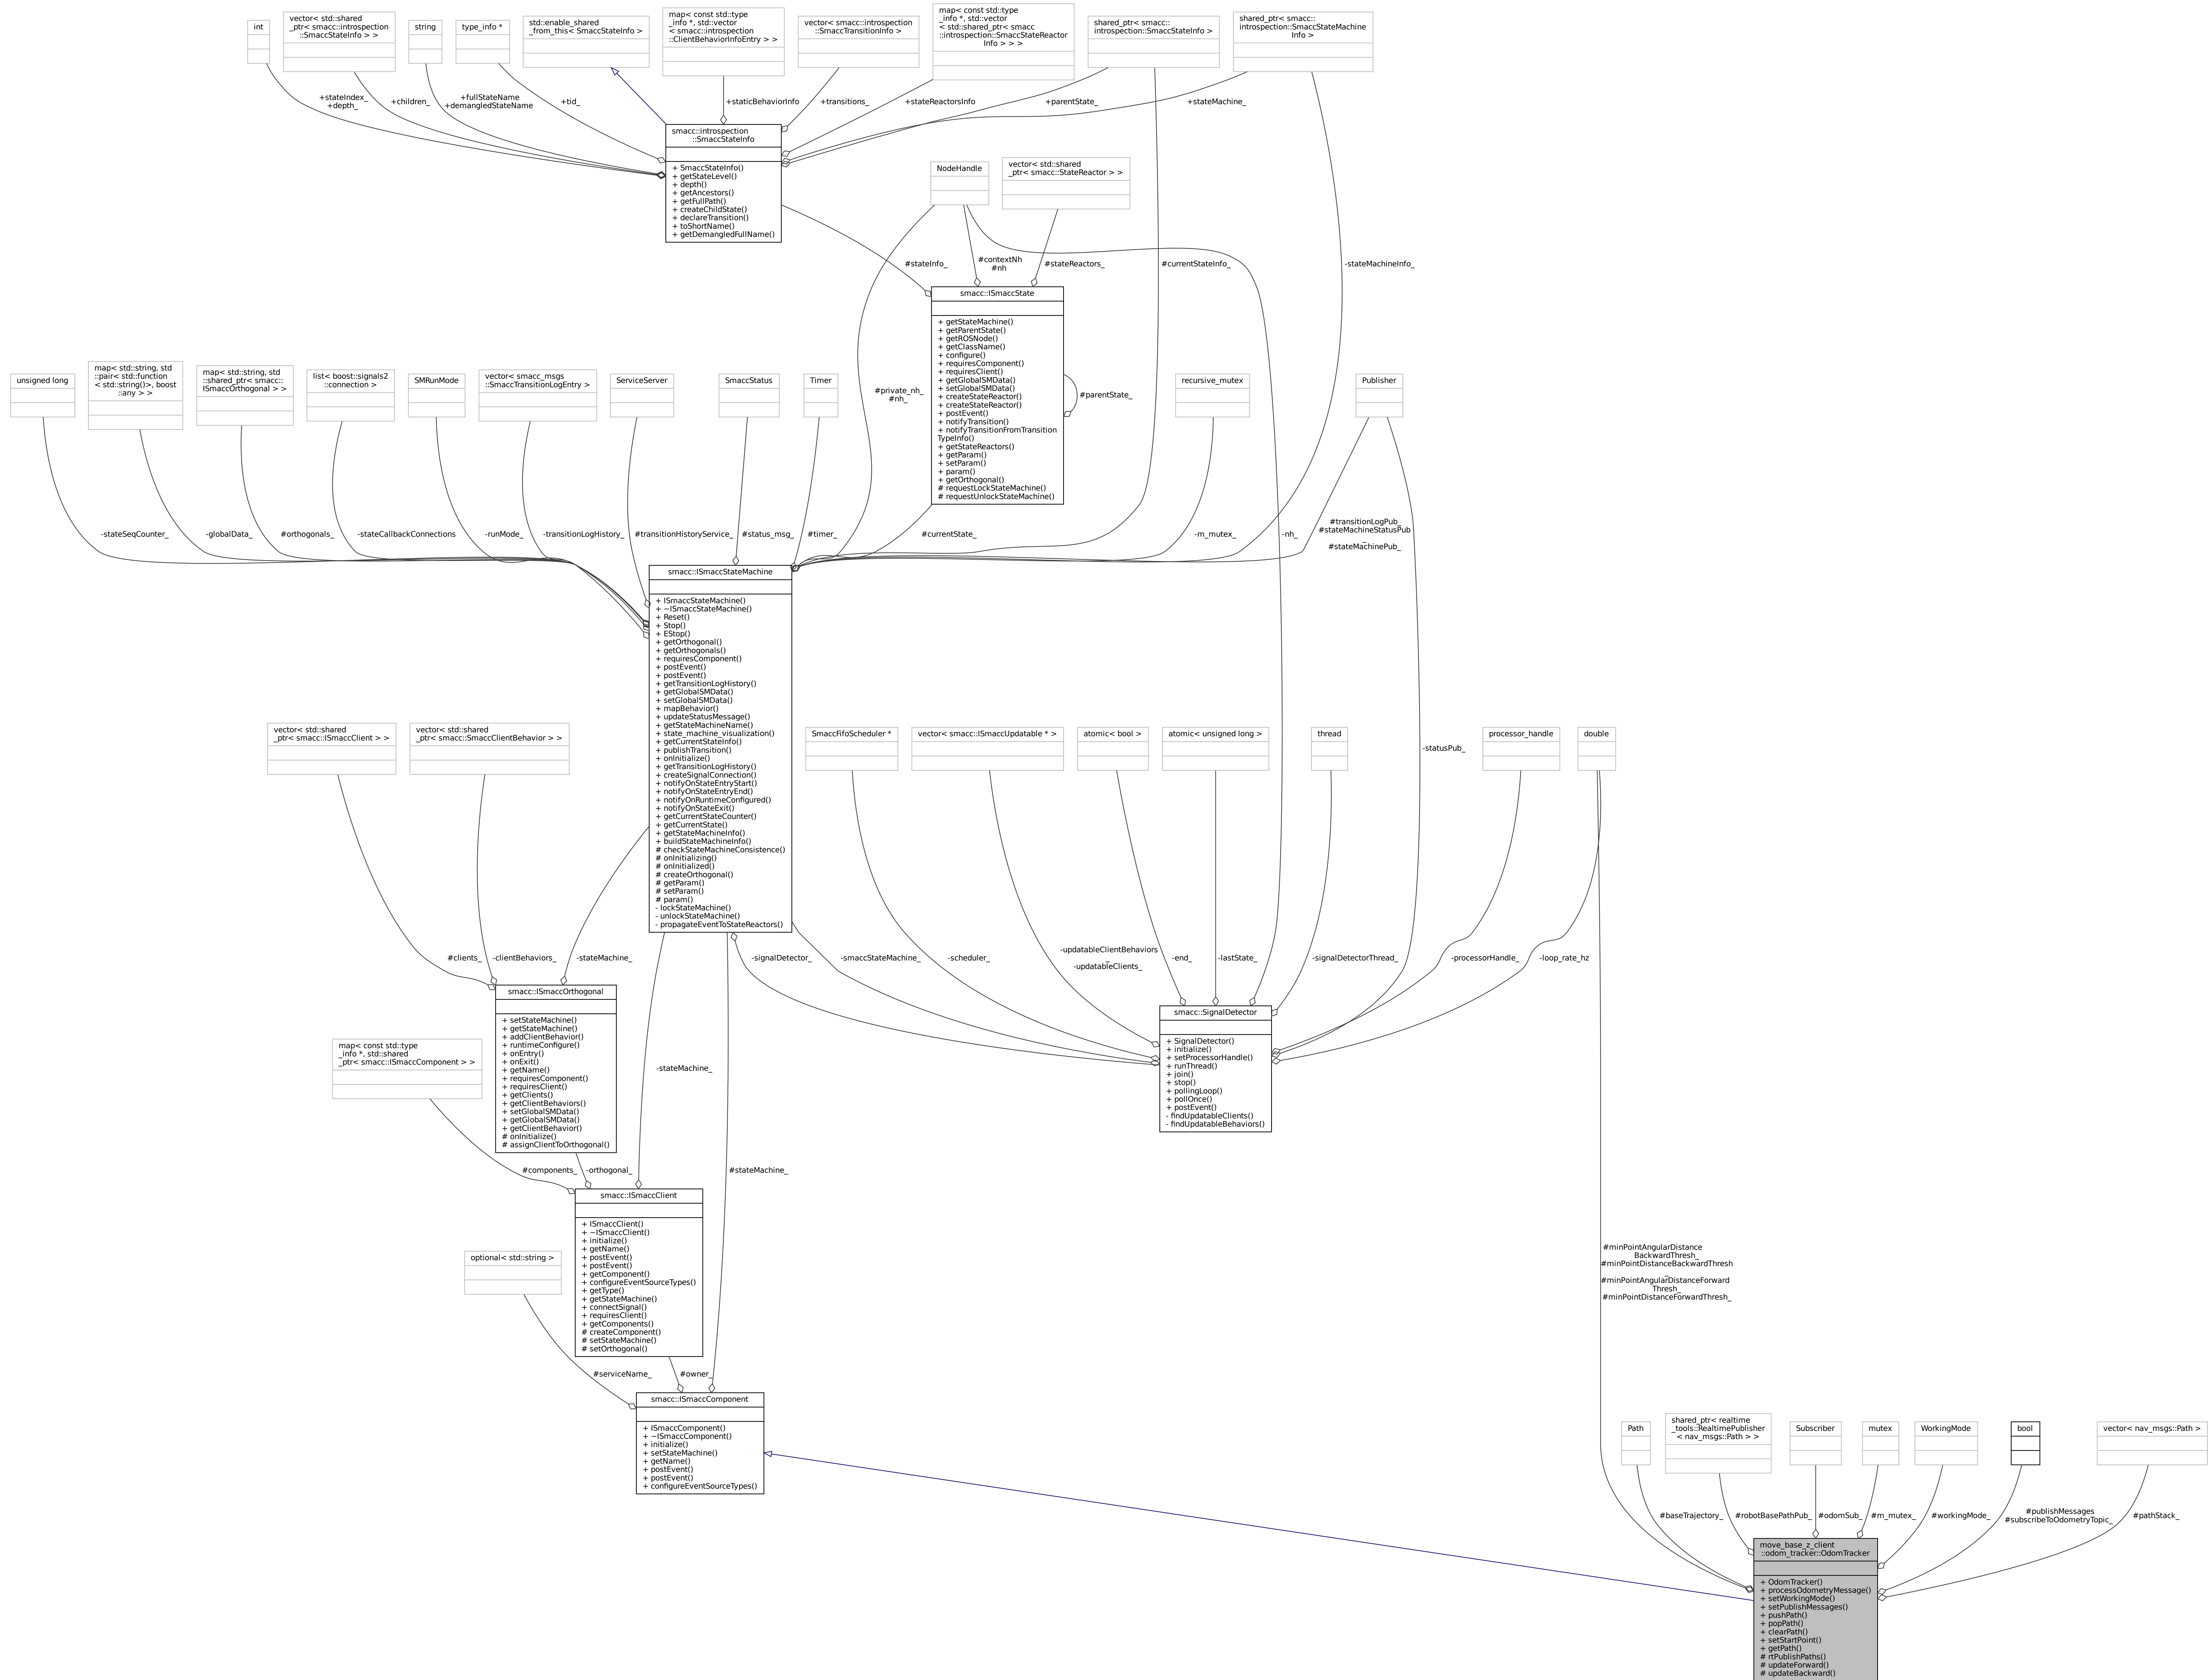 int
vector< std::shared
_ptr< smacc::introspection
::SmaccStateInfo > >
string
type_info *
std::enable_shared
_from_this< SmaccStateInfo >
map< const std::type
_info *, std::vector
< smacc::introspection
::ClientBehaviorInfoEntry > >
vector< smacc::introspection
::SmaccTransitionInfo >
map< const std::type
_info *, std::vector
< std::shared_ptr< smacc
::introspection::SmaccStateReactor
Info > > >
shared_ptr< smacc::
introspection::SmaccStateInfo >
shared_ptr< smacc::
introspection::SmaccStateMachine
Info >
+stateIndex_
+depth_
+children_
+fullStateName
+demangledStateName
+tid_
+staticBehaviorInfo
+transitions_
+stateReactorsInfo
+parentState_
+stateMachine_
smacc::introspection
::SmaccStateInfo
+ SmaccStateInfo()
+ getStateLevel()
+ depth()
+ getAncestors()
+ getFullPath()
+ createChildState()
+ declareTransition()
+ toShortName()
+ getDemangledFullName()
NodeHandle
vector< std::shared
_ptr< smacc::StateReactor > >
#stateInfo_
#contextNh
#nh
#stateReactors_
#currentStateInfo_
-stateMachineInfo_
smacc::ISmaccState
+ getStateMachine()
+ getParentState()
+ getROSNode()
+ getClassName()
+ configure()
+ requiresComponent()
+ requiresClient()
+ getGlobalSMData()
+ setGlobalSMData()
+ createStateReactor()
+ createStateReactor()
+ postEvent()
+ notifyTransition()
+ notifyTransitionFromTransition
TypeInfo()
+ getStateReactors()
+ getParam()
+ setParam()
+ param()
+ getOrthogonal()
# requestLockStateMachine()
# requestUnlockStateMachine()
#parentState_
unsigned long
map< std::string, std
::pair< std::function
< std::string()>, boost
::any > >
map< std::string, std
::shared_ptr< smacc::
ISmaccOrthogonal > >
list< boost::signals2
::connection >
SMRunMode
vector< smacc_msgs
::SmaccTransitionLogEntry >
ServiceServer
SmaccStatus
Timer
#private_nh_
#nh_
recursive_mutex
Publisher
-stateSeqCounter_
-globalData_
#orthogonals_
-stateCallbackConnections
-runMode_
-transitionLogHistory_
#transitionHistoryService_
#status_msg_
#timer_
#currentState_
-m_mutex_
-nh_
#transitionLogPub_
#stateMachineStatusPub
_
#stateMachinePub_
smacc::ISmaccStateMachine
+ ISmaccStateMachine()
+ ~ISmaccStateMachine()
+ Reset()
+ Stop()
+ EStop()
+ getOrthogonal()
+ getOrthogonals()
+ requiresComponent()
+ postEvent()
+ postEvent()
+ getTransitionLogHistory()
+ getGlobalSMData()
+ setGlobalSMData()
+ mapBehavior()
+ updateStatusMessage()
+ getStateMachineName()
+ state_machine_visualization()
+ getCurrentStateInfo()
+ publishTransition()
+ onInitialize()
+ getTransitionLogHistory()
+ createSignalConnection()
+ notifyOnStateEntryStart()
+ notifyOnStateEntryEnd()
+ notifyOnRuntimeConfigured()
+ notifyOnStateExit()
+ getCurrentStateCounter()
+ getCurrentState()
+ getStateMachineInfo()
+ buildStateMachineInfo()
# checkStateMachineConsistence()
# onInitializing()
# onInitialized()
# createOrthogonal()
# getParam()
# setParam()
# param()
- lockStateMachine()
- unlockStateMachine()
- propagateEventToStateReactors()
vector< std::shared
_ptr< smacc::ISmaccClient > >
vector< std::shared
_ptr< smacc::SmaccClientBehavior > >
SmaccFifoScheduler *
vector< smacc::ISmaccUpdatable * >
atomic< bool >
atomic< unsigned long >
thread
-statusPub_
processor_handle
double
#clients_
-clientBehaviors_
-stateMachine_
-signalDetector_
-smaccStateMachine_
-scheduler_
-updatableClientBehaviors
_
-updatableClients_
-end_
-lastState_
-signalDetectorThread_
-processorHandle_
-loop_rate_hz
smacc::ISmaccOrthogonal
+ setStateMachine()
+ getStateMachine()
+ addClientBehavior()
+ runtimeConfigure()
+ onEntry()
+ onExit()
+ getName()
+ requiresComponent()
+ requiresClient()
+ getClients()
+ getClientBehaviors()
+ setGlobalSMData()
+ getGlobalSMData()
+ getClientBehavior()
# onInitialize()
# assignClientToOrthogonal()
smacc::SignalDetector
+ SignalDetector()
+ initialize()
+ setProcessorHandle()
+ runThread()
+ join()
+ stop()
+ pollingLoop()
+ pollOnce()
+ postEvent()
- findUpdatableClients()
- findUpdatableBehaviors()
map< const std::type
_info *, std::shared
_ptr< smacc::ISmaccComponent > >
-stateMachine_
#components_
-orthogonal_
#stateMachine_
smacc::ISmaccClient
+ ISmaccClient()
+ ~ISmaccClient()
+ initialize()
+ getName()
+ postEvent()
+ postEvent()
+ getComponent()
+ configureEventSourceTypes()
+ getType()
+ getStateMachine()
+ connectSignal()
+ requiresClient()
+ getComponents()
# createComponent()
# setStateMachine()
# setOrthogonal()
optional< std::string >
#minPointAngularDistance
BackwardThresh_
#minPointDistanceBackwardThresh
_
#minPointAngularDistanceForward
Thresh_
#minPointDistanceForwardThresh_
#serviceName_
#owner_
smacc::ISmaccComponent
+ ISmaccComponent()
+ ~ISmaccComponent()
+ initialize()
+ setStateMachine()
+ getName()
+ postEvent()
+ postEvent()
+ configureEventSourceTypes()
Path
shared_ptr< realtime
_tools::RealtimePublisher
< nav_msgs::Path > >
Subscriber
mutex
WorkingMode
bool
vector< nav_msgs::Path >
#baseTrajectory_
#robotBasePathPub_
#odomSub_
#m_mutex_
#workingMode_
#publishMessages
#subscribeToOdometryTopic_
#pathStack_
move_base_z_client
::odom_tracker::OdomTracker
+ OdomTracker()
+ processOdometryMessage()
+ setWorkingMode()
+ setPublishMessages()
+ pushPath()
+ popPath()
+ clearPath()
+ setStartPoint()
+ getPath()
# rtPublishPaths()
# updateForward()
# updateBackward()